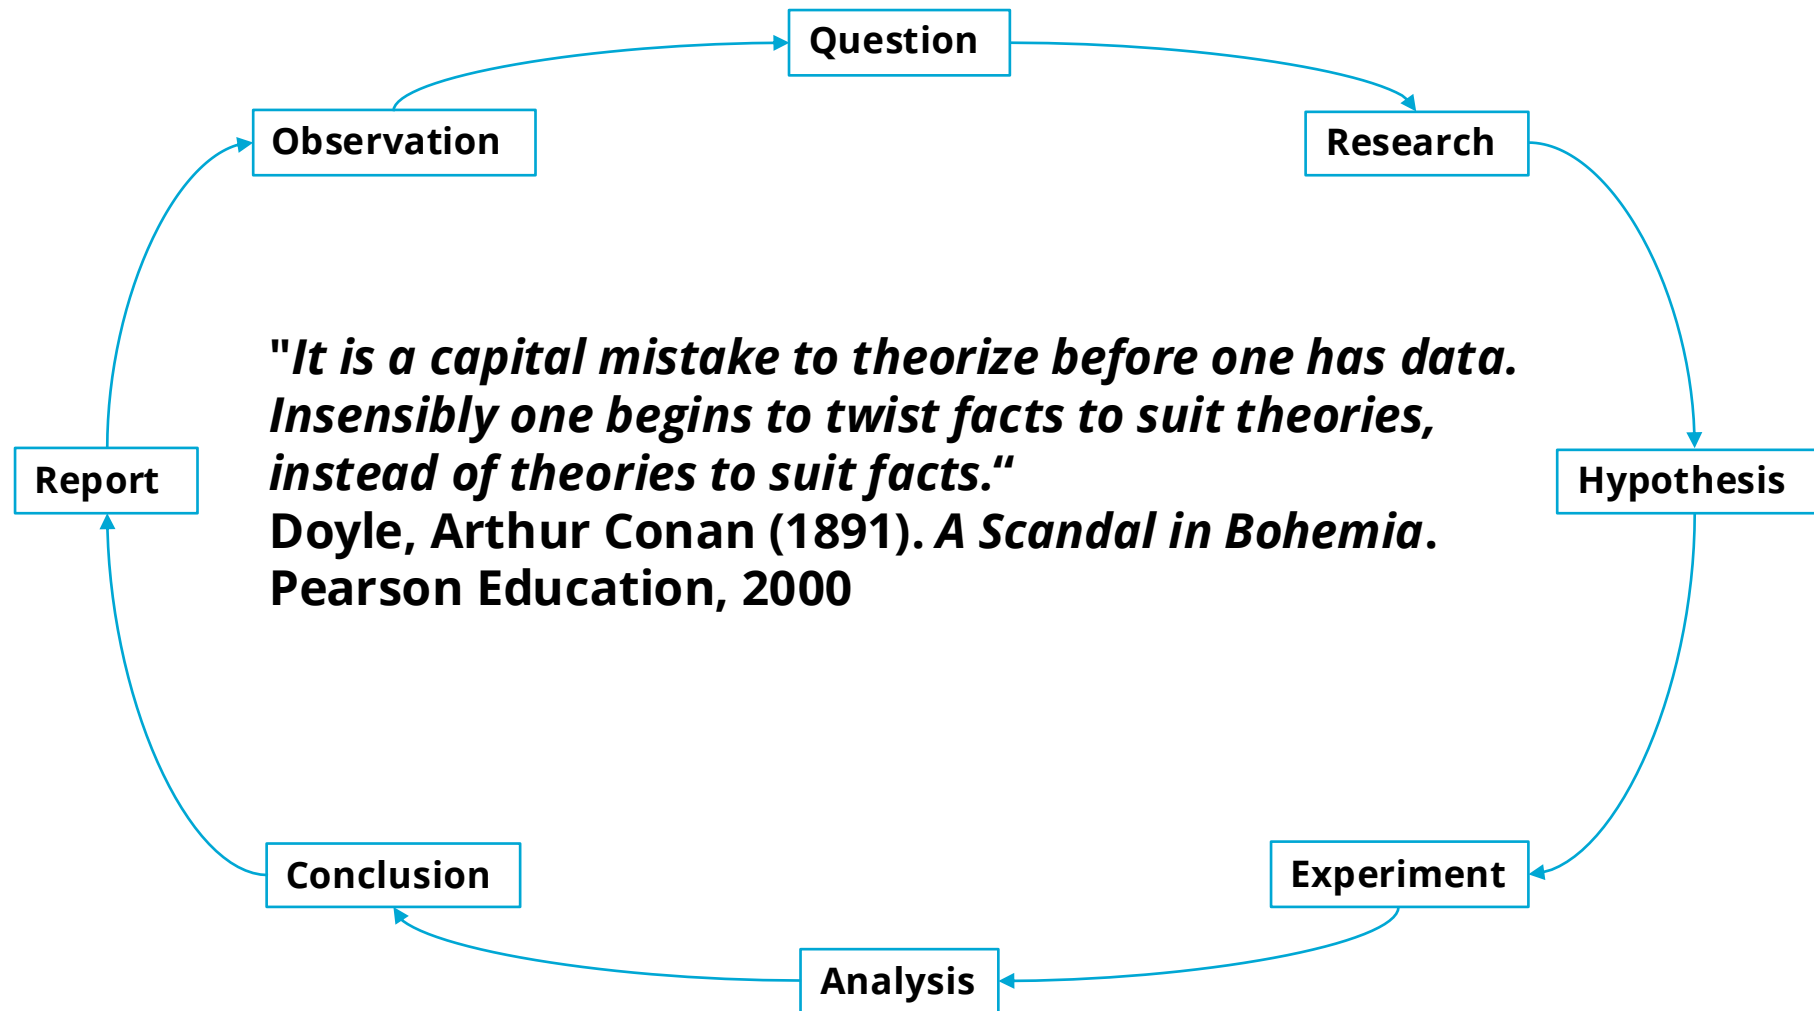 Question
Observation
Research
"It is a capital mistake to theorize before one has data.
Insensibly one begins to twist facts to suit theories,
instead of theories to suit facts.“
Doyle, Arthur Conan (1891). A Scandal in Bohemia.
Pearson Education, 2000
Report
Hypothesis
Conclusion
Experiment
Analysis